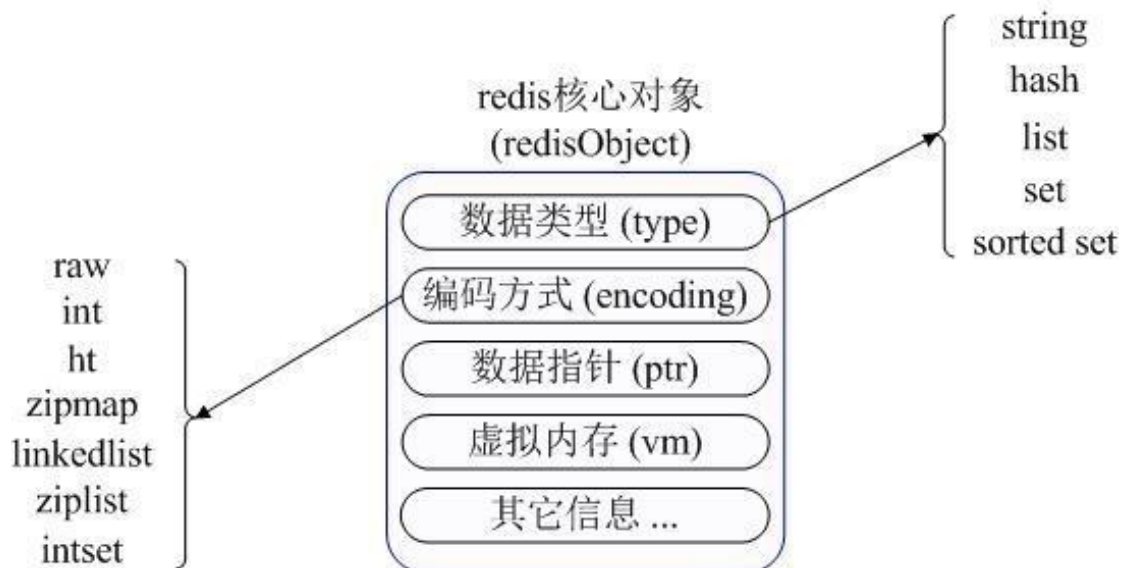 redis核心对象
(redisObject)
数据类型 (type)
编码方式 (encoding)
数据指针 (ptr)
虚拟内存 (vm)
其它信息 ...
string
hash
list
set
sorted set
raw
int
ht
zipmap
linkedlist
ziplist
intset